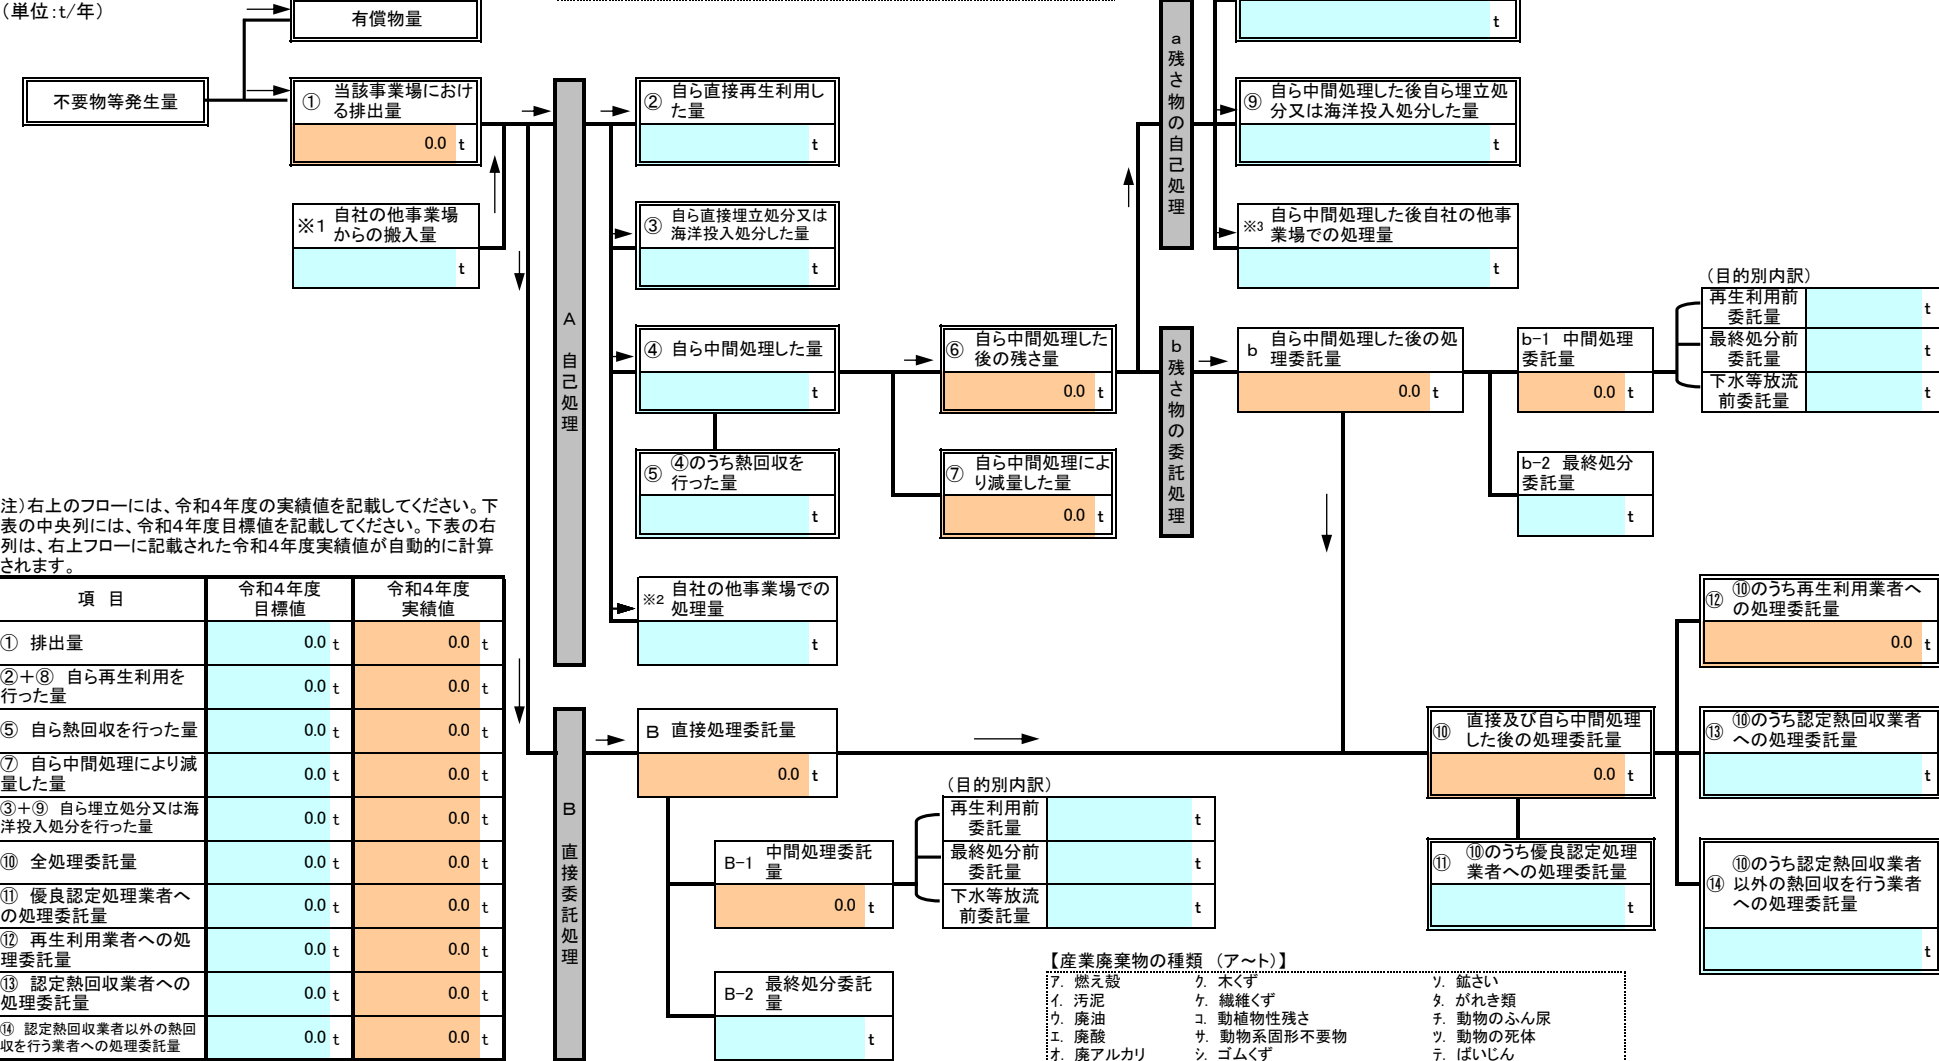 (単位:t/年)
有償物量
不要物等発生量
① 当該事業場におけ
る排出量
0.0 t
※1 自社の他事業場
からの搬入量
t
A 自己処理
② 自ら直接再生利用し
た量
t
③ 自ら直接埋立処分又は
海洋投入処分した量
t
④ 自ら中間処理した量
t
⑤ ④のうち熱回収を
行った量
t
※2 自社の他事業場での
処理量
t
⑥ 自ら中間処理した
後の残さ量
0.0 t
⑦ 自ら中間処理によ
り減量した量
0.0 t
a 残さ物の自己処理
t
⑨ 自ら中間処理した後自ら埋立処
分又は海洋投入処分した量
t
※3 自ら中間処理した後自社の他事
業場での処理量
t
b 残さ物の委託処理
b 自ら中間処理した後の処
理委託量
0.0 t
b-1 中間処理
委託量
0.0 t
b-2 最終処分
委託量
t
(目的別内訳)
再生利用前
委託量
t
最終処分前
委託量
t
下水等放流
前委託量
t
注)右上のフローには、令和4年度の実績値を記載してください。下
表の中央列には、令和4年度目標値を記載してください。下表の右
列は、右上フローに記載された令和4年度実績値が自動的に計算
されます。
項 目
令和4年度
目標値
令和4年度
実績値
① 排出量 0.0 t 0.0 t
②+⑧ 自ら再生利用を
行った量 0.0 t 0.0 t
⑤ 自ら熱回収を行った量 0.0 t 0.0 t
⑦ 自ら中間処理により減
量した量 0.0 t 0.0 t
③+⑨ 自ら埋立処分又は海
洋投入処分を行った量 0.0 t 0.0 t
⑩ 全処理委託量 0.0 t 0.0 t
⑪ 優良認定処理業者へ
の処理委託量 0.0 t 0.0 t
⑫ 再生利用業者への処
理委託量 0.0 t 0.0 t
⑬ 認定熱回収業者への
処理委託量 0.0 t 0.0 t
⑭ 認定熱回収業者以外の熱回
収を行う業者への処理委託量 0.0 t 0.0 t
B 直接委託処理
B 直接処理委託量
0.0 t
B-1 中間処理委託
量
0.0 t
B-2 最終処分委託
量
t
(目的別内訳)
再生利用前
委託量
t
最終処分前
委託量
t
下水等放流
前委託量
t
⑩ 直接及び自ら中間処理
した後の処理委託量
0.0 t
⑪ ⑩のうち優良認定処理
業者への処理委託量
t
⑫ ⑩のうち再生利用業者へ
の処理委託量
0.0 t
⑬ ⑩のうち認定熱回収業者
への処理委託量
t
⑭ ⑩のうち認定熱回収業者
以外の熱回収を行う業者
への処理委託量
t
【産業廃棄物の種類 (ア~ト)】
ア. 燃え殻 ク. 木くず ソ. 鉱さい
イ. 汚泥 ケ. 繊維くず タ. がれき類
ウ. 廃油 コ. 動植物性残さ チ. 動物のふん尿
エ. 廃酸 サ. 動物系固形不要物 ツ. 動物の死体
オ. 廃アルカリ シ. ゴムくず テ. ばいじん